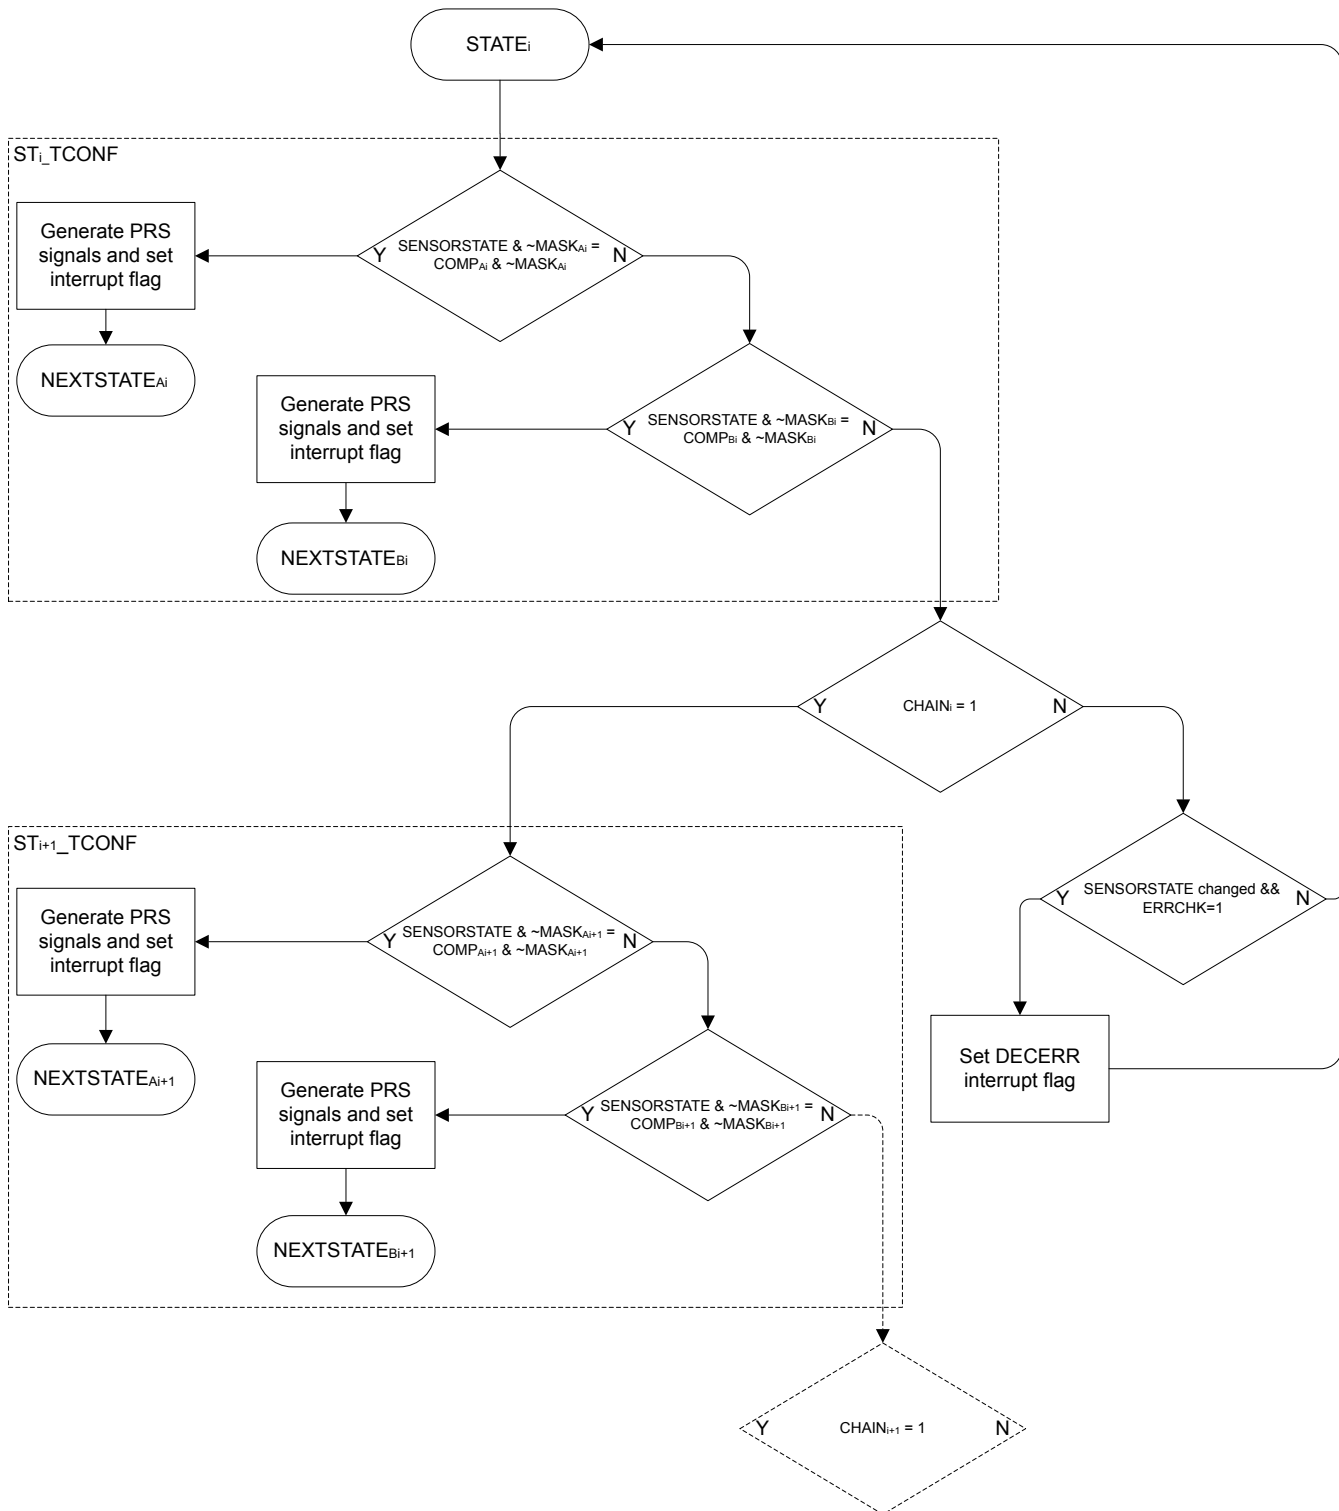 STATEi
STi_TCONF
Generate PRS
signals and set
interrupt flag
Y
SENSORSTATE & ~MASKAi =
COMPAi & ~MASKAi
N
NEXTSTATEAi
Generate PRS
signals and set
interrupt flag
Y
SENSORSTATE & ~MASKBi =
COMPBi & ~MASKBi
N
NEXTSTATEBi
Y
CHAINi = 1
N
STi+1_TCONF
Generate PRS
signals and set
interrupt flag
Y
SENSORSTATE & ~MASKAi+1 =
COMPAi+1 & ~MASKAi+1
N
Y
SENSORSTATE changed &&
ERRCHK=1
N
NEXTSTATEAi+1
Generate PRS
signals and set
interrupt flag
Y
SENSORSTATE & ~MASKBi+1 =
COMPBi+1 & ~MASKBi+1
N
Set DECERR
interrupt flag
NEXTSTATEBi+1
Y
CHAINi+1 = 1
N